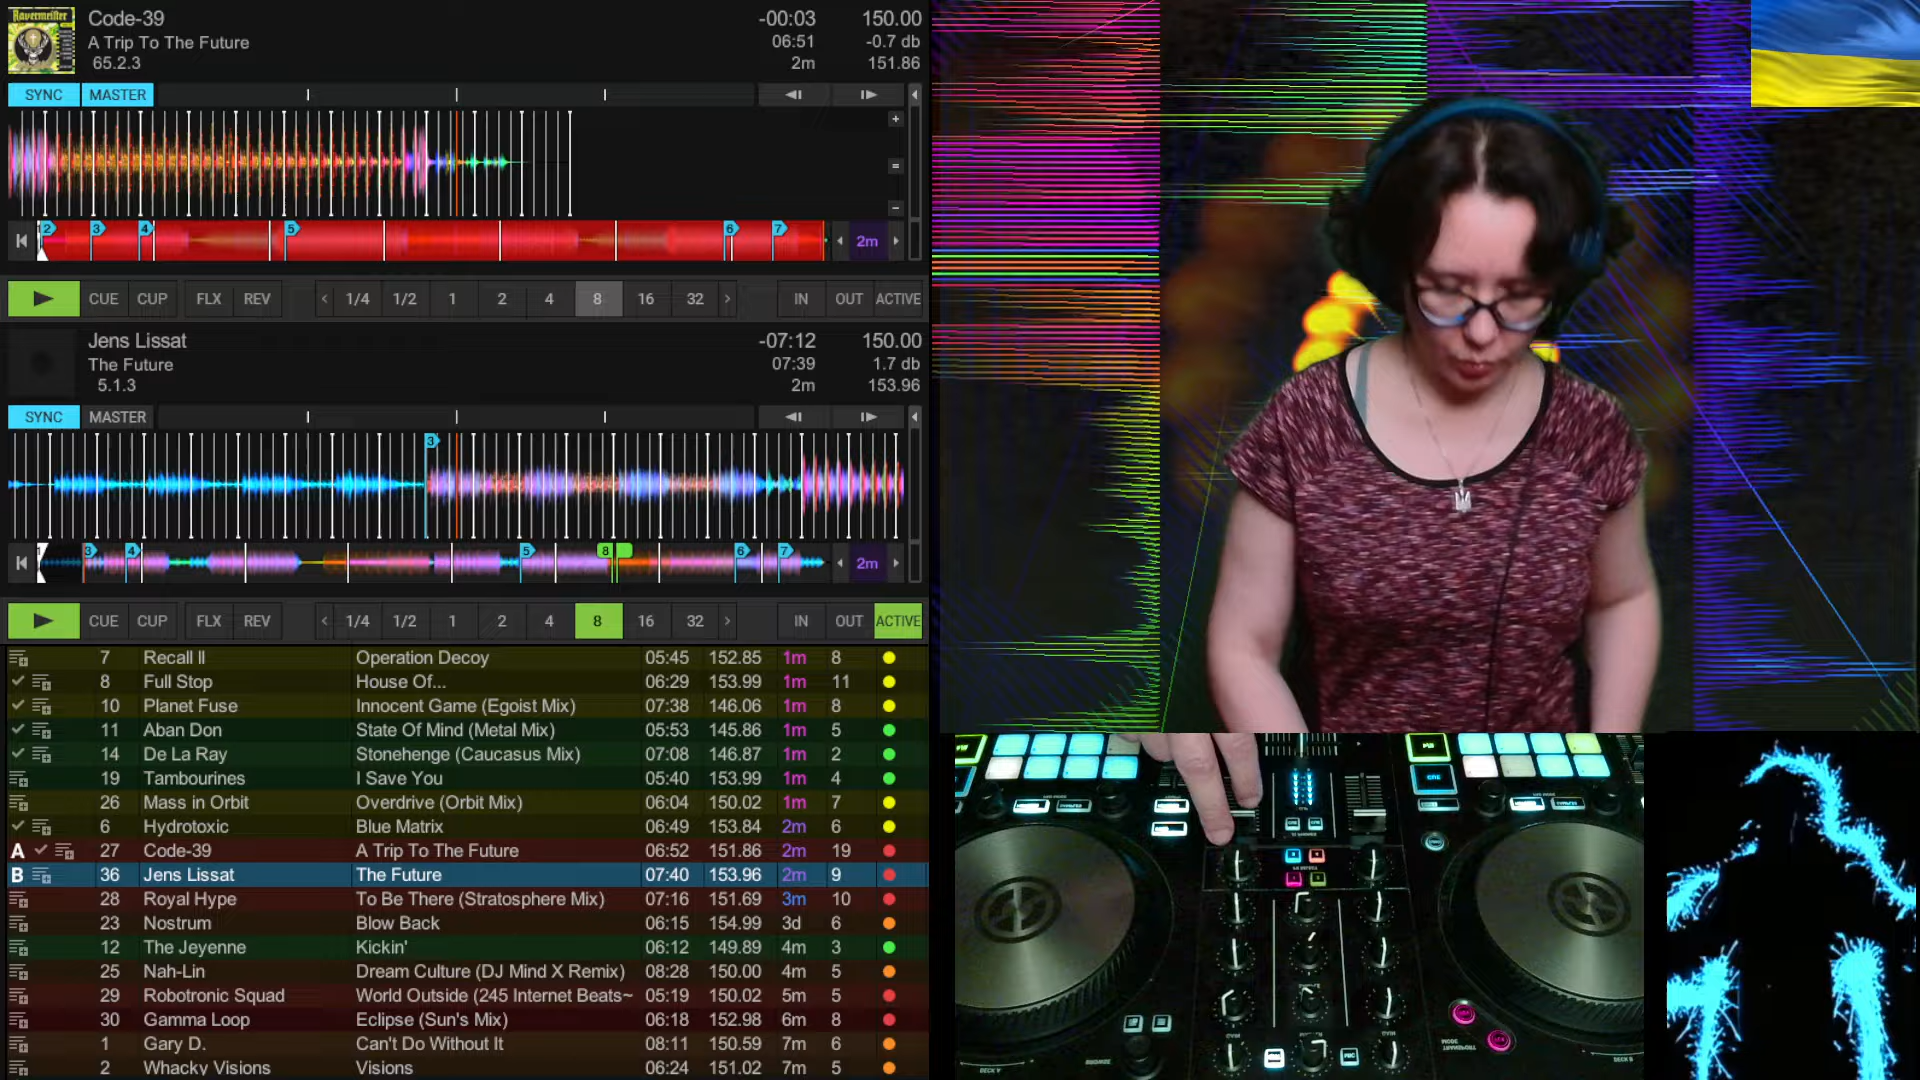 Ravermeister
Code-39 -00:03 150.00
A Trip To The Future 06:51 -0.7 db
65.2.3 2m 151.86
SYNC MASTER
2 3 4 5 6 7 2m
CUE CUP FLX REV 1/4 1/2 1 2 4 8 16 32 IN OUT ACTIVE
Jens Lissat -07:12 150.00
The Future 07:39 1.7 db
5.1.3 2m 153.96
SYNC MASTER
3
1 3 4 5 8 6 7 2m
CUE CUP FLX REV 1/4 1/2 1 2 4 8 16 32 IN OUT ACTIVE
7 Recall II Operation Decoy 05:45 152.85 1m 8
8 Full Stop House Of... 06:29 153.99 1m 11
10 Planet Fuse Innocent Game (Egoist Mix) 07:38 146.06 1m 8
11 Aban Don State Of Mind (Metal Mix) 05:53 145.86 1m 5
14 De La Ray Stonehenge (Caucasus Mix) 07:08 146.87 1m 2
19 Tambourines I Save You 05:40 153.99 1m 4
26 Mass in Orbit Overdrive (Orbit Mix) 06:04 150.02 1m 7
6 Hydrotoxic Blue Matrix 06:49 153.84 2m 6
A 27 Code-39 A Trip To The Future 06:52 151.86 2m 19
B 36 Jens Lissat The Future 07:40 153.96 2m 9
28 Royal Hype To Be There (Stratosphere Mix) 07:16 151.69 3m 10
23 Nostrum Blow Back 06:15 154.99 3d 6
12 The Jeyenne Kickin' 06:12 149.89 4m 3
25 Nah-Lin Dream Culture (DJ Mind X Remix) 08:28 150.00 4m 5
29 Robotronic Squad World Outside (245 Internet Beats~ 05:19 150.02 5m 5
30 Gamma Loop Eclipse (Sun's Mix) 06:18 152.98 6m 8
1 Gary D. Can't Do Without It 08:11 150.59 7m 6
2 Whacky Visions Visions 06:24 151.02 7m 5